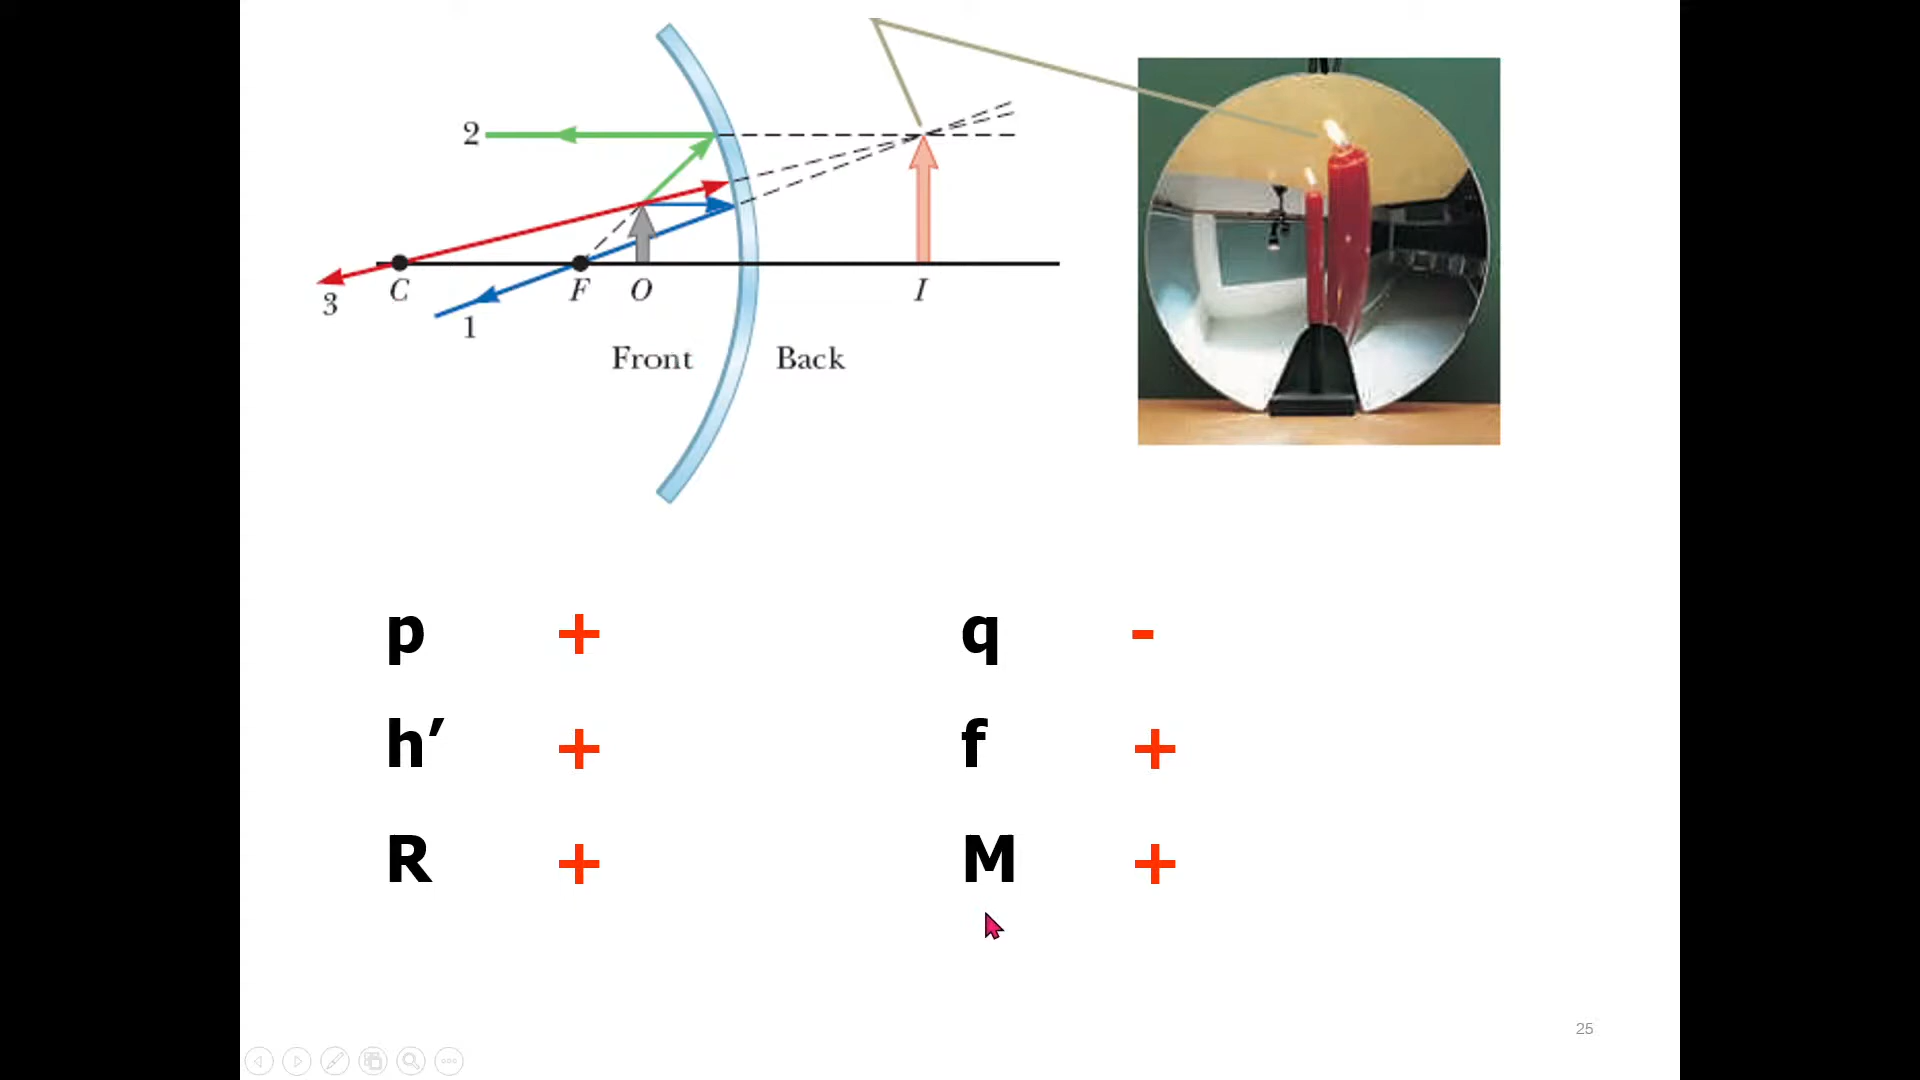 2
3
C
F
O
I
1
Front
Back
p + q -
h’ + f +
R + M +
25